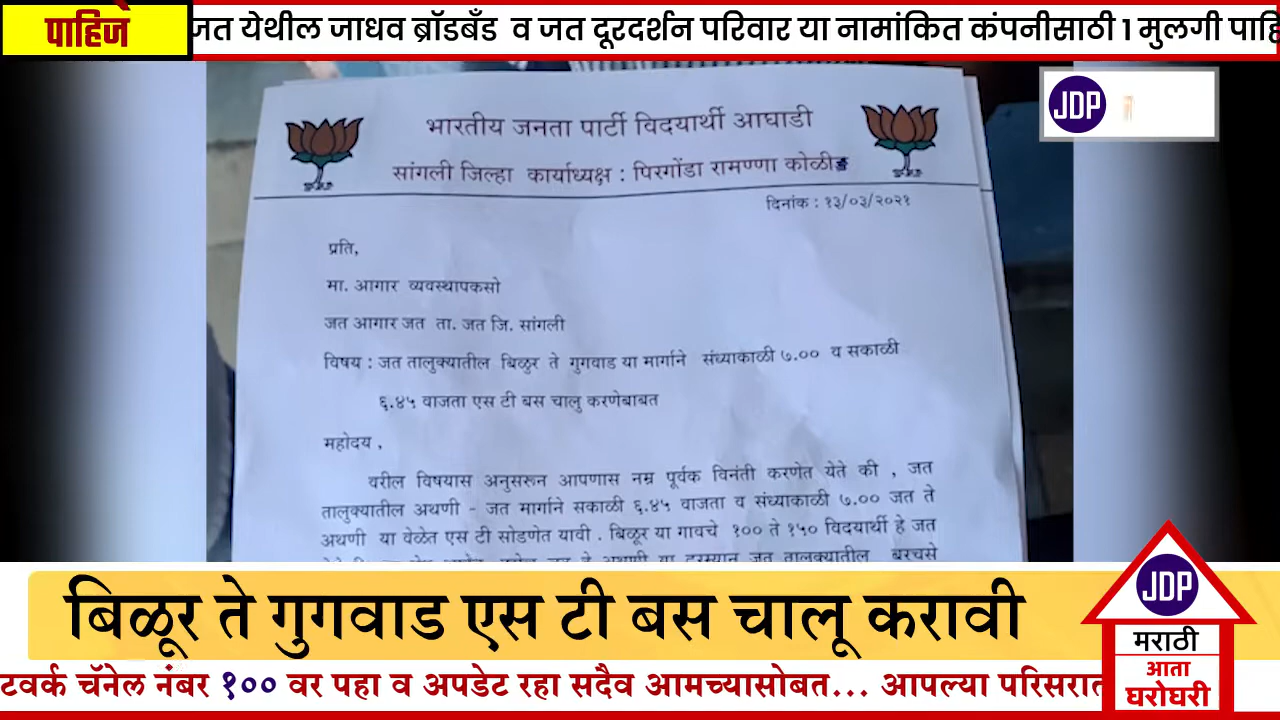 पाहिजे
जत येथील जाधव ब्रॉडबँड व जत दूरदर्शन परिवार या नामांकित कंपनीसाठी 1 मुलगी
JDP
भारतीय जनता पार्टी विदयार्थी आघाडी
सांगली जिल्हा कार्याध्यक्ष : पिरगोंडा रामण्णा कोळी
दिनांक : १३/०३/२०२१
प्रति,
मा. आगार व्यवस्थापकसो
जत आगार जत ता. जत जि. सांगली
विषय : जत तालुक्यातील बिळुर ते गुगवाड या मार्गाने संध्याकाळी ७.०० व सकाळी
६.४५ वाजता एस टी बस चालु करणेबाबत
महोदय ,
वरील विषयास अनुसरून आपणास नम्र पूर्वक विनंती करणेत येते की , जत
तालुक्यातील अथणी - जत मार्गाने सकाळी ६.४५ वाजता व संध्याकाळी ७.०० जत ते
अथणी या वेळेत एस टी सोडणेत यावी . बिळूर या गावचे १०० ते १५० विदयार्थी हे जत
जत तालुक्यातील बरचसे
बिळूर ते गुगवाड एस टी बस चालू करावी
JDP
मराठी
आता
घरोघरी
टवर्क चॅनेल नंबर १०० वर पहा व अपडेट रहा सदैव आमच्यासोबत... आपल्या परिसरात